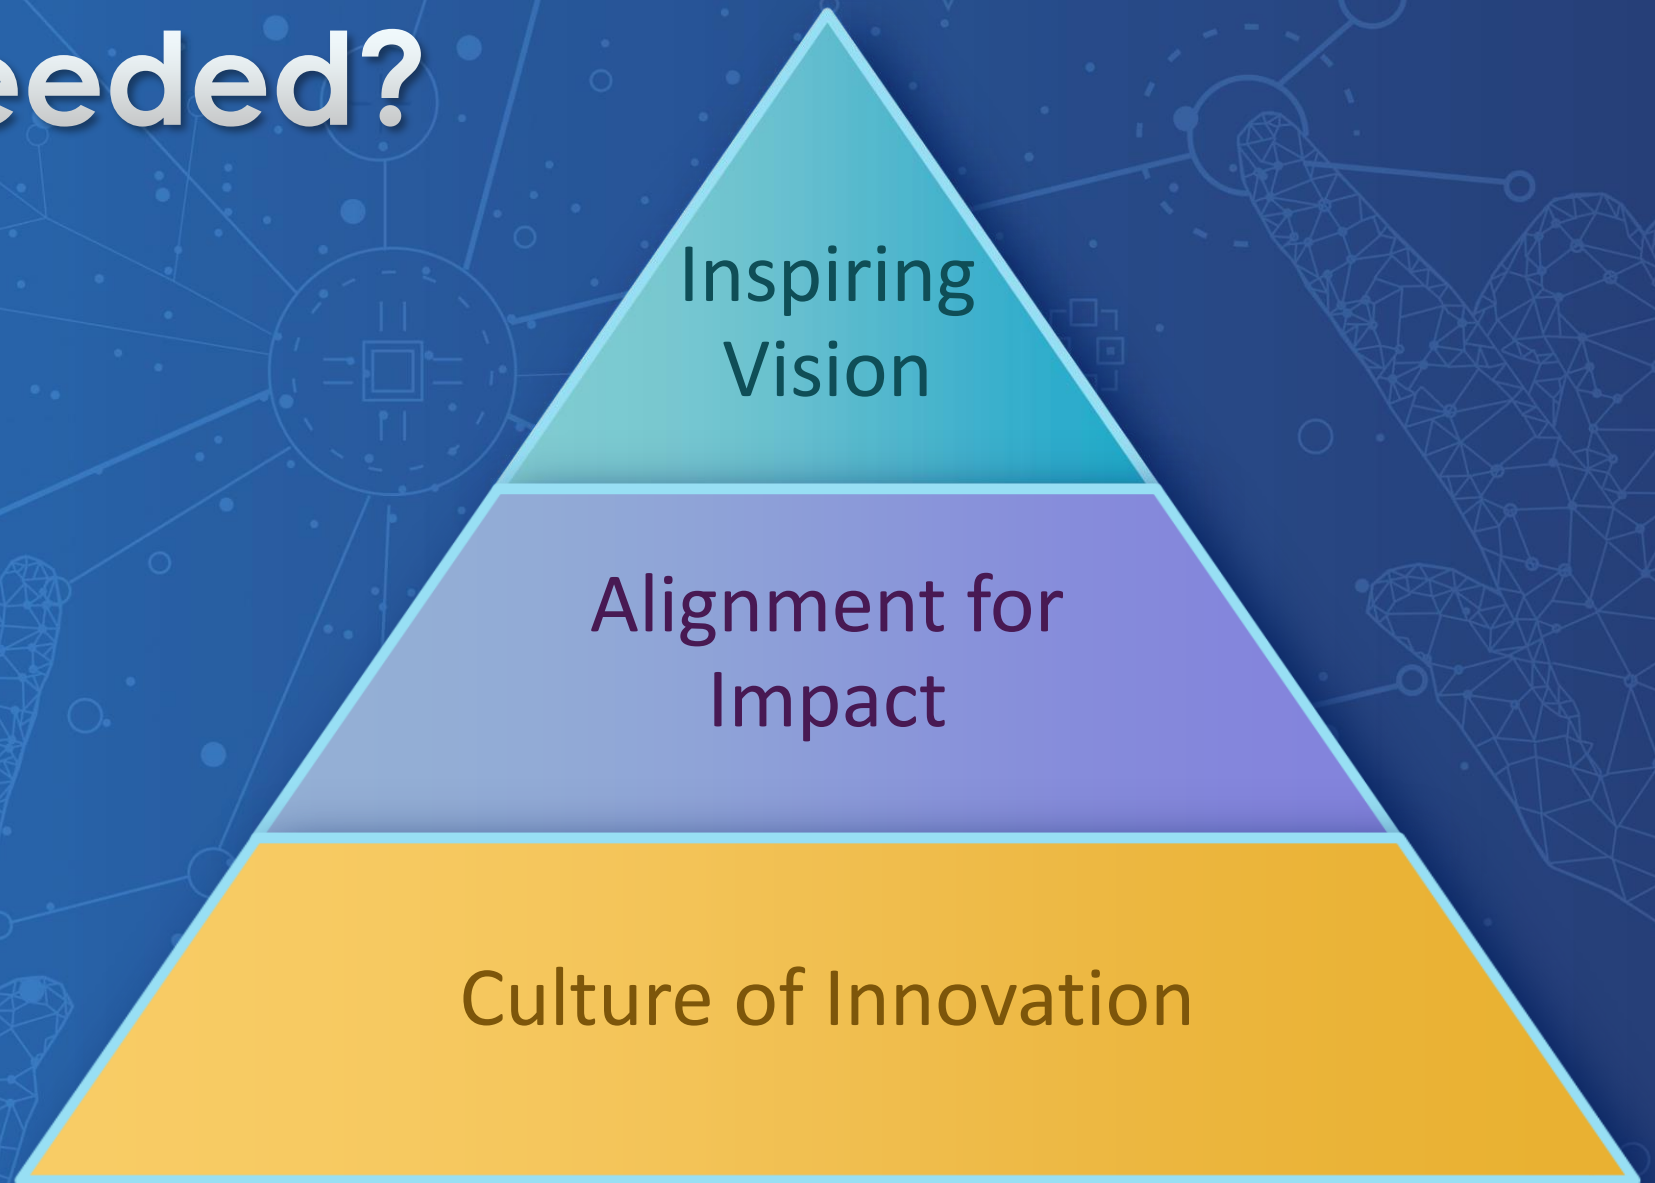 eeded?
Inspiring
Vision
Alignment for
Impact
Culture of Innovation